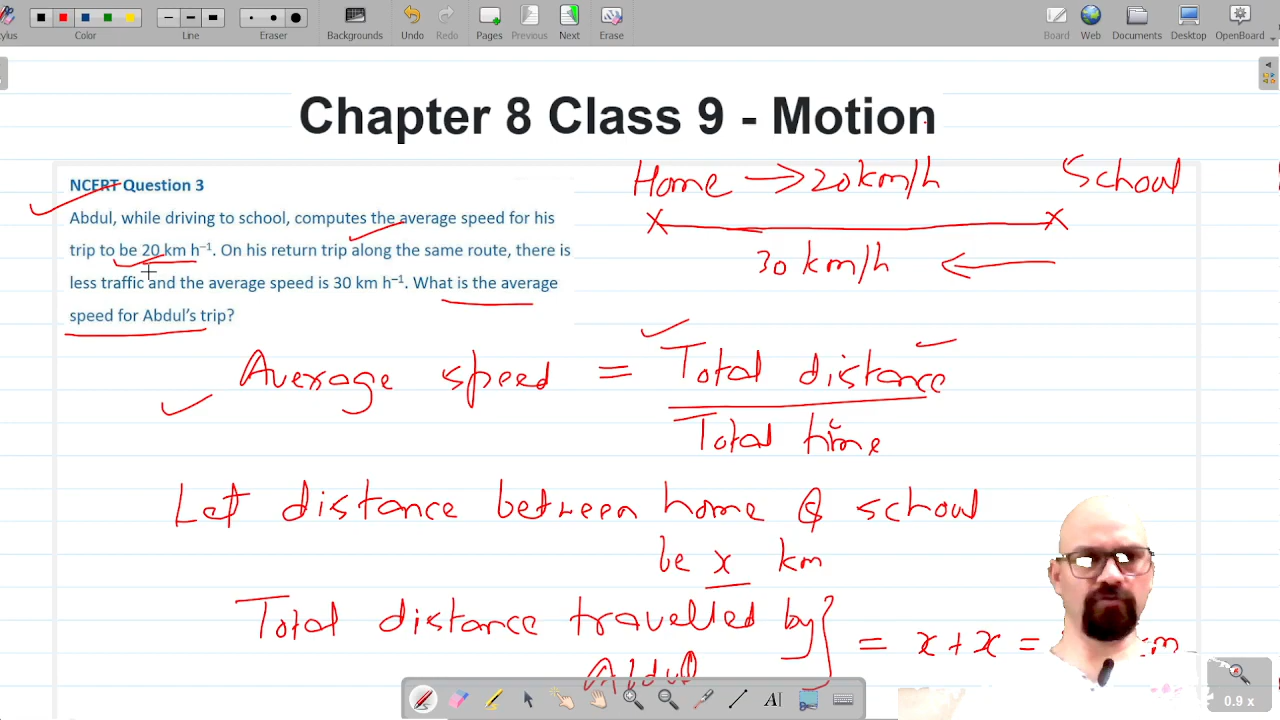 Stylus Color Line Eraser Backgrounds Undo Redo Pages Previous Next Erase Board Web Documents Desktop OpenBoard
Chapter 8 Class 9 - Motion
NCERT Question 3
Abdul, while driving to school, computes the average speed for his
trip to be 20 km h⁻¹. On his return trip along the same route, there is
less traffic and the average speed is 30 km h⁻¹. What is the average
speed for Abdul's trip?
Home → 20 km/h School
30 km/h ←
Average speed = Total distance
Total time
Let distance between home & school
be x km
Total distance travelled by
Abdul
= x + x =
0.9 x